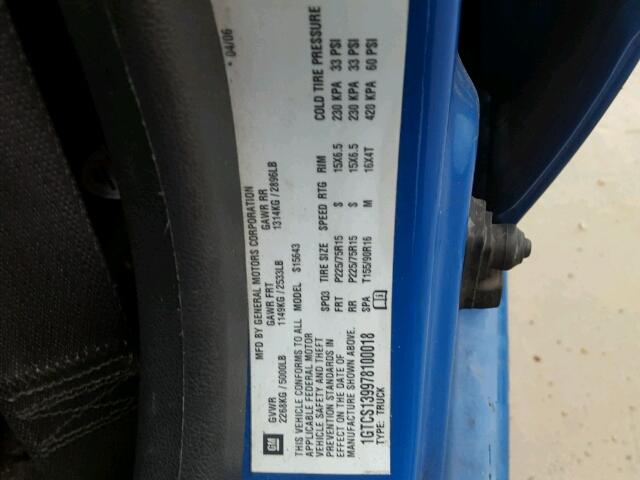 MFD BY GENERAL MOTORS CORPORATION * 04/06
GVWR GAWR FRT GAWR RR
2268KG / 5000LB 1149KG / 2533LB 1314KG / 2896LB
GM
THIS VEHICLE CONFORMS TO ALL
APPLICABLE FEDERAL MOTOR
VEHICLE SAFETY AND THEFT
PREVENTION STANDARDS IN
EFFECT ON THE DATE OF
MANUFACTURE SHOWN ABOVE.
1GTCS139978100018
TYPE: TRUCK
MODEL S15643
SPQ3 TIRE SIZE SPEED RTG RIM COLD TIRE PRESSURE
FRT P225/75R15 S 15X6.5 230 KPA 33 PSI
RR P225/75R15 S 15X6.5 230 KPA 33 PSI
SPA T155/90R16 M 16X4T 420 KPA 60 PSI